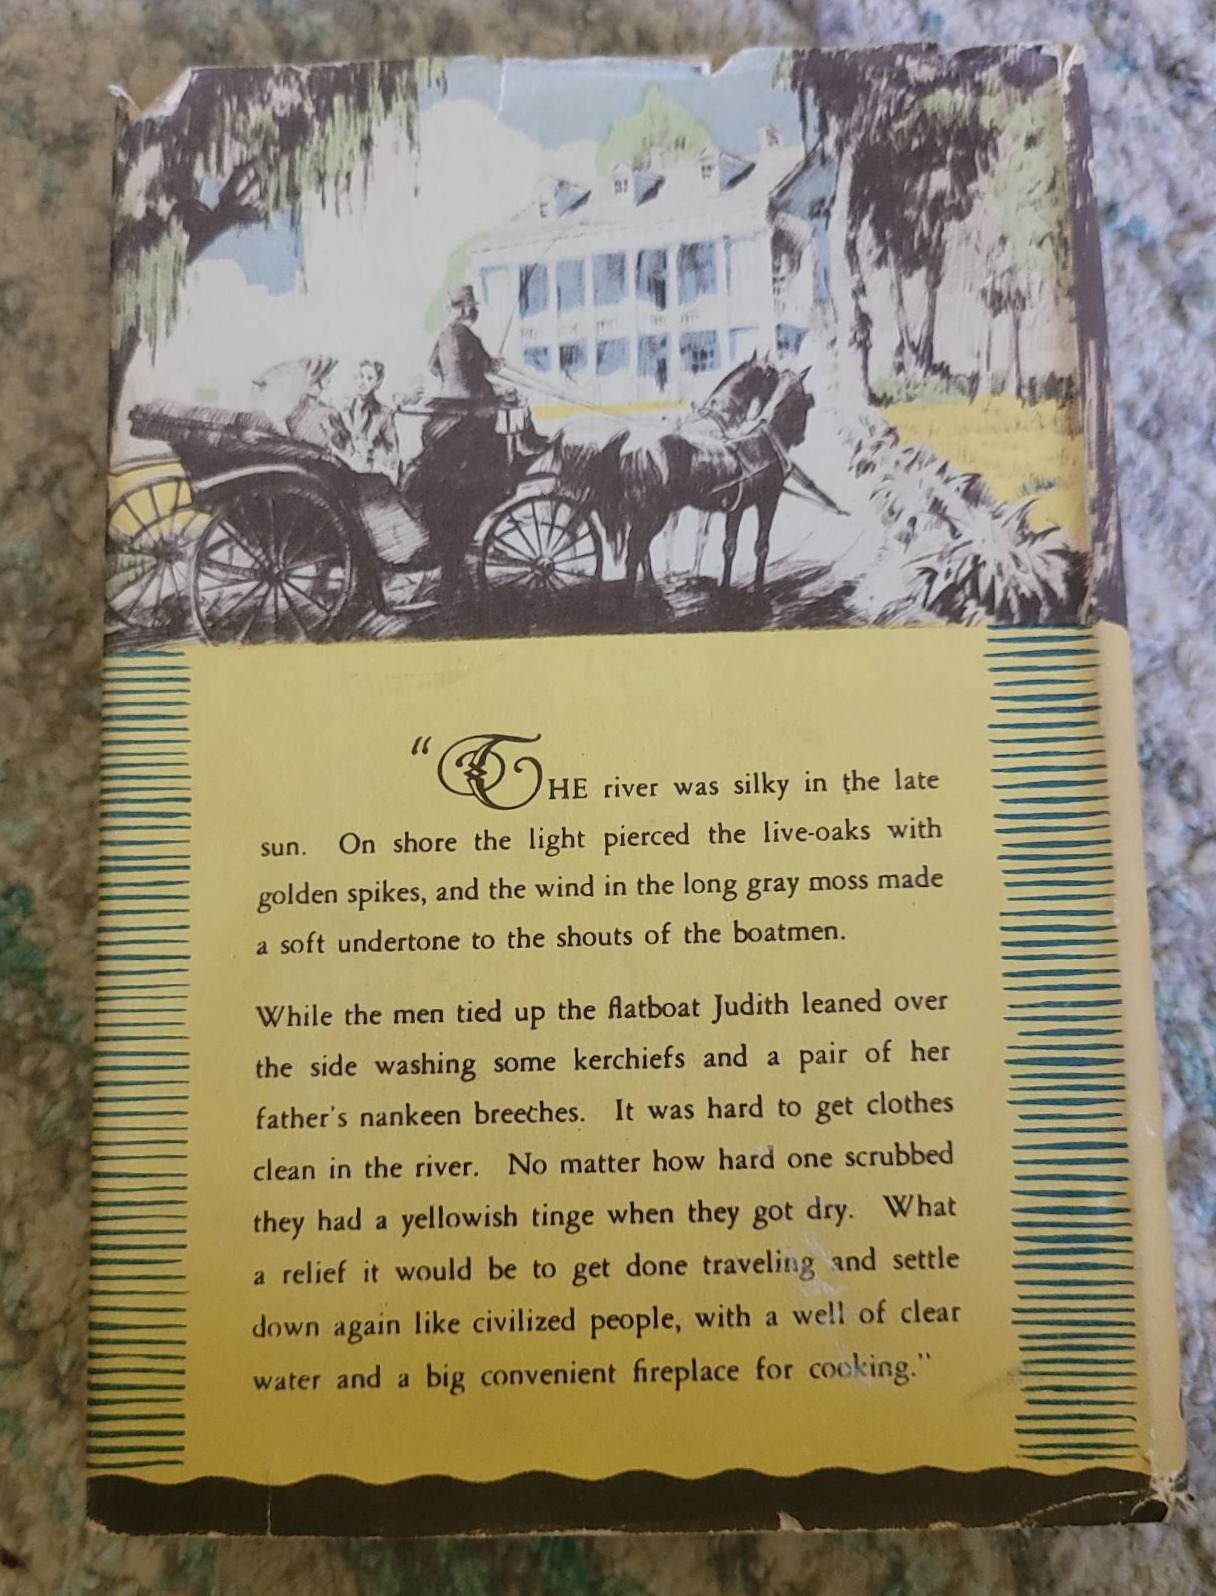 "THE river was silky in the late
sun. On shore the light pierced the live-oaks with
golden spikes, and the wind in the long gray moss made
a soft undertone to the shouts of the boatmen.
While the men tied up the flatboat Judith leaned over
the side washing some kerchiefs and a pair of her
father's nankeen breeches. It was hard to get clothes
clean in the river. No matter how hard one scrubbed
they had a yellowish tinge when they got dry. What
a relief it would be to get done traveling and settle
down again like civilized people, with a well of clear
water and a big convenient fireplace for cooking."